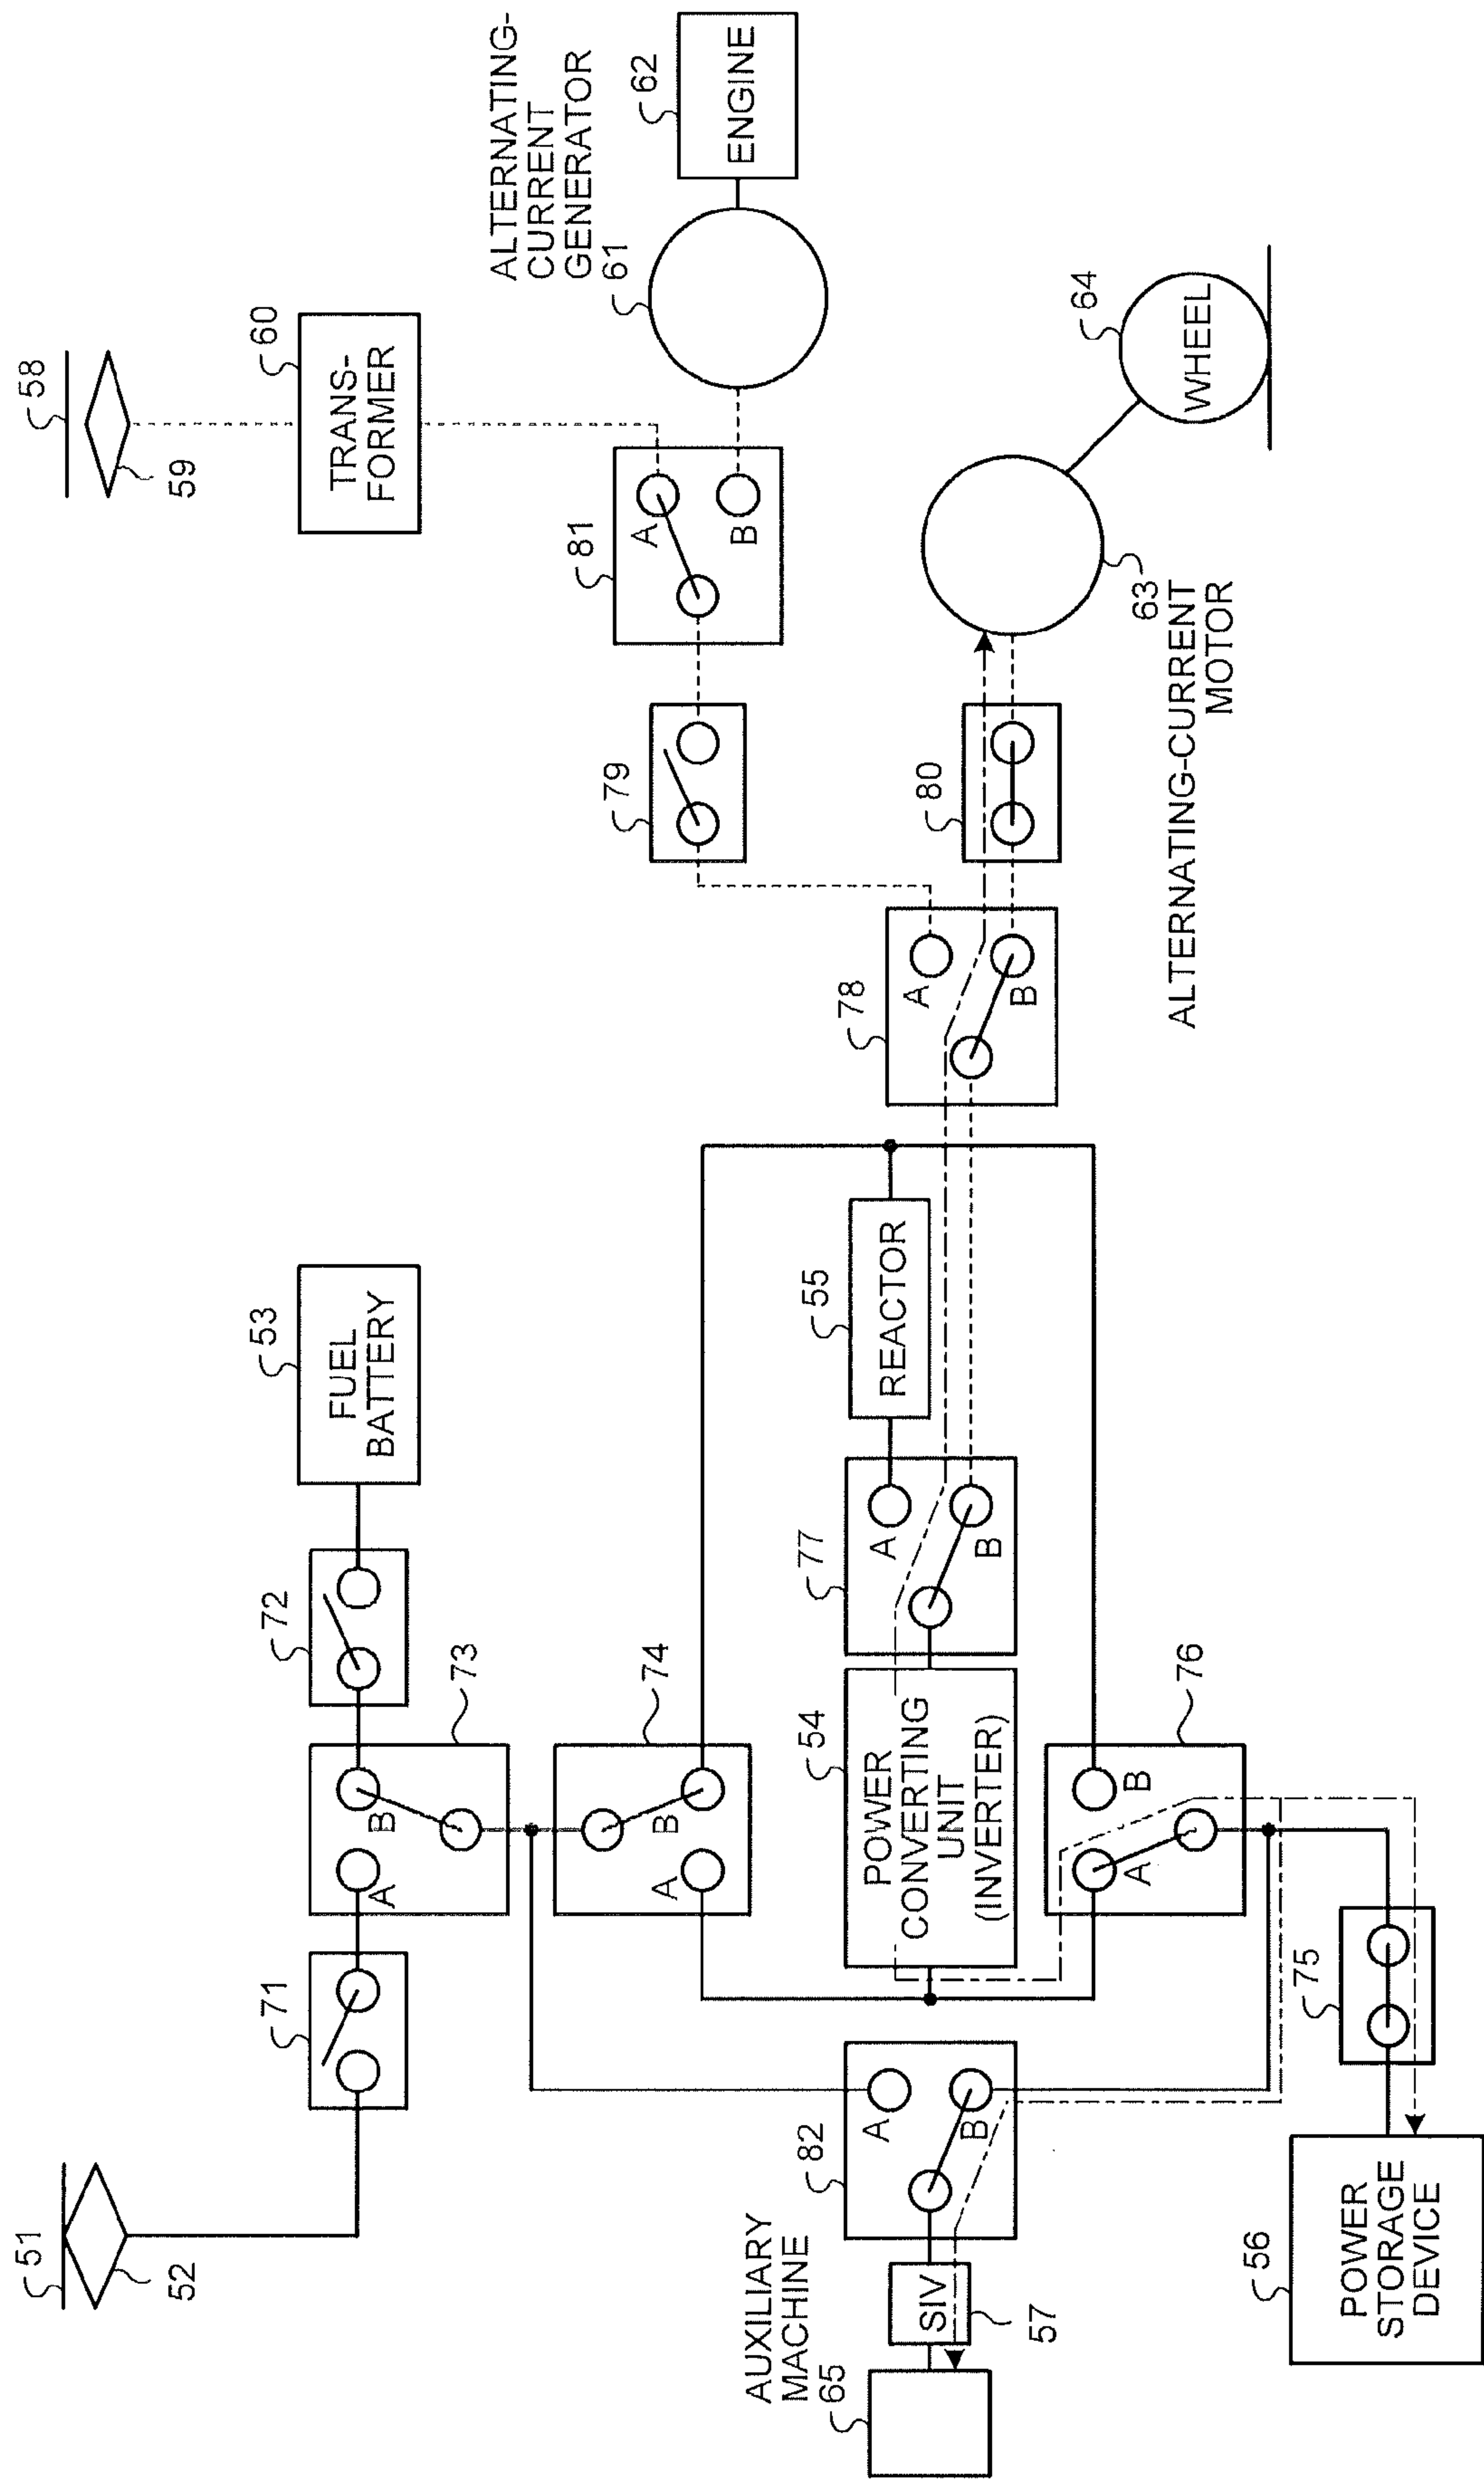 51
52
71
72
53
FUEL
BATTERY
73
A
B
74
A
B
58
59
60
TRANS-
FORMER
81
A
B
ALTERNATING-
CURRENT
GENERATOR
61
62
ENGINE
79
AUXILIARY
MACHINE
65
SIV
57
82
A
B
54
POWER
CONVERTING
UNIT
(INVERTER)
77
A
B
55
REACTOR
78
A
B
80
63
ALTERNATING-CURRENT
MOTOR
64
WHEEL
76
A
B
75
56
POWER
STORAGE
DEVICE